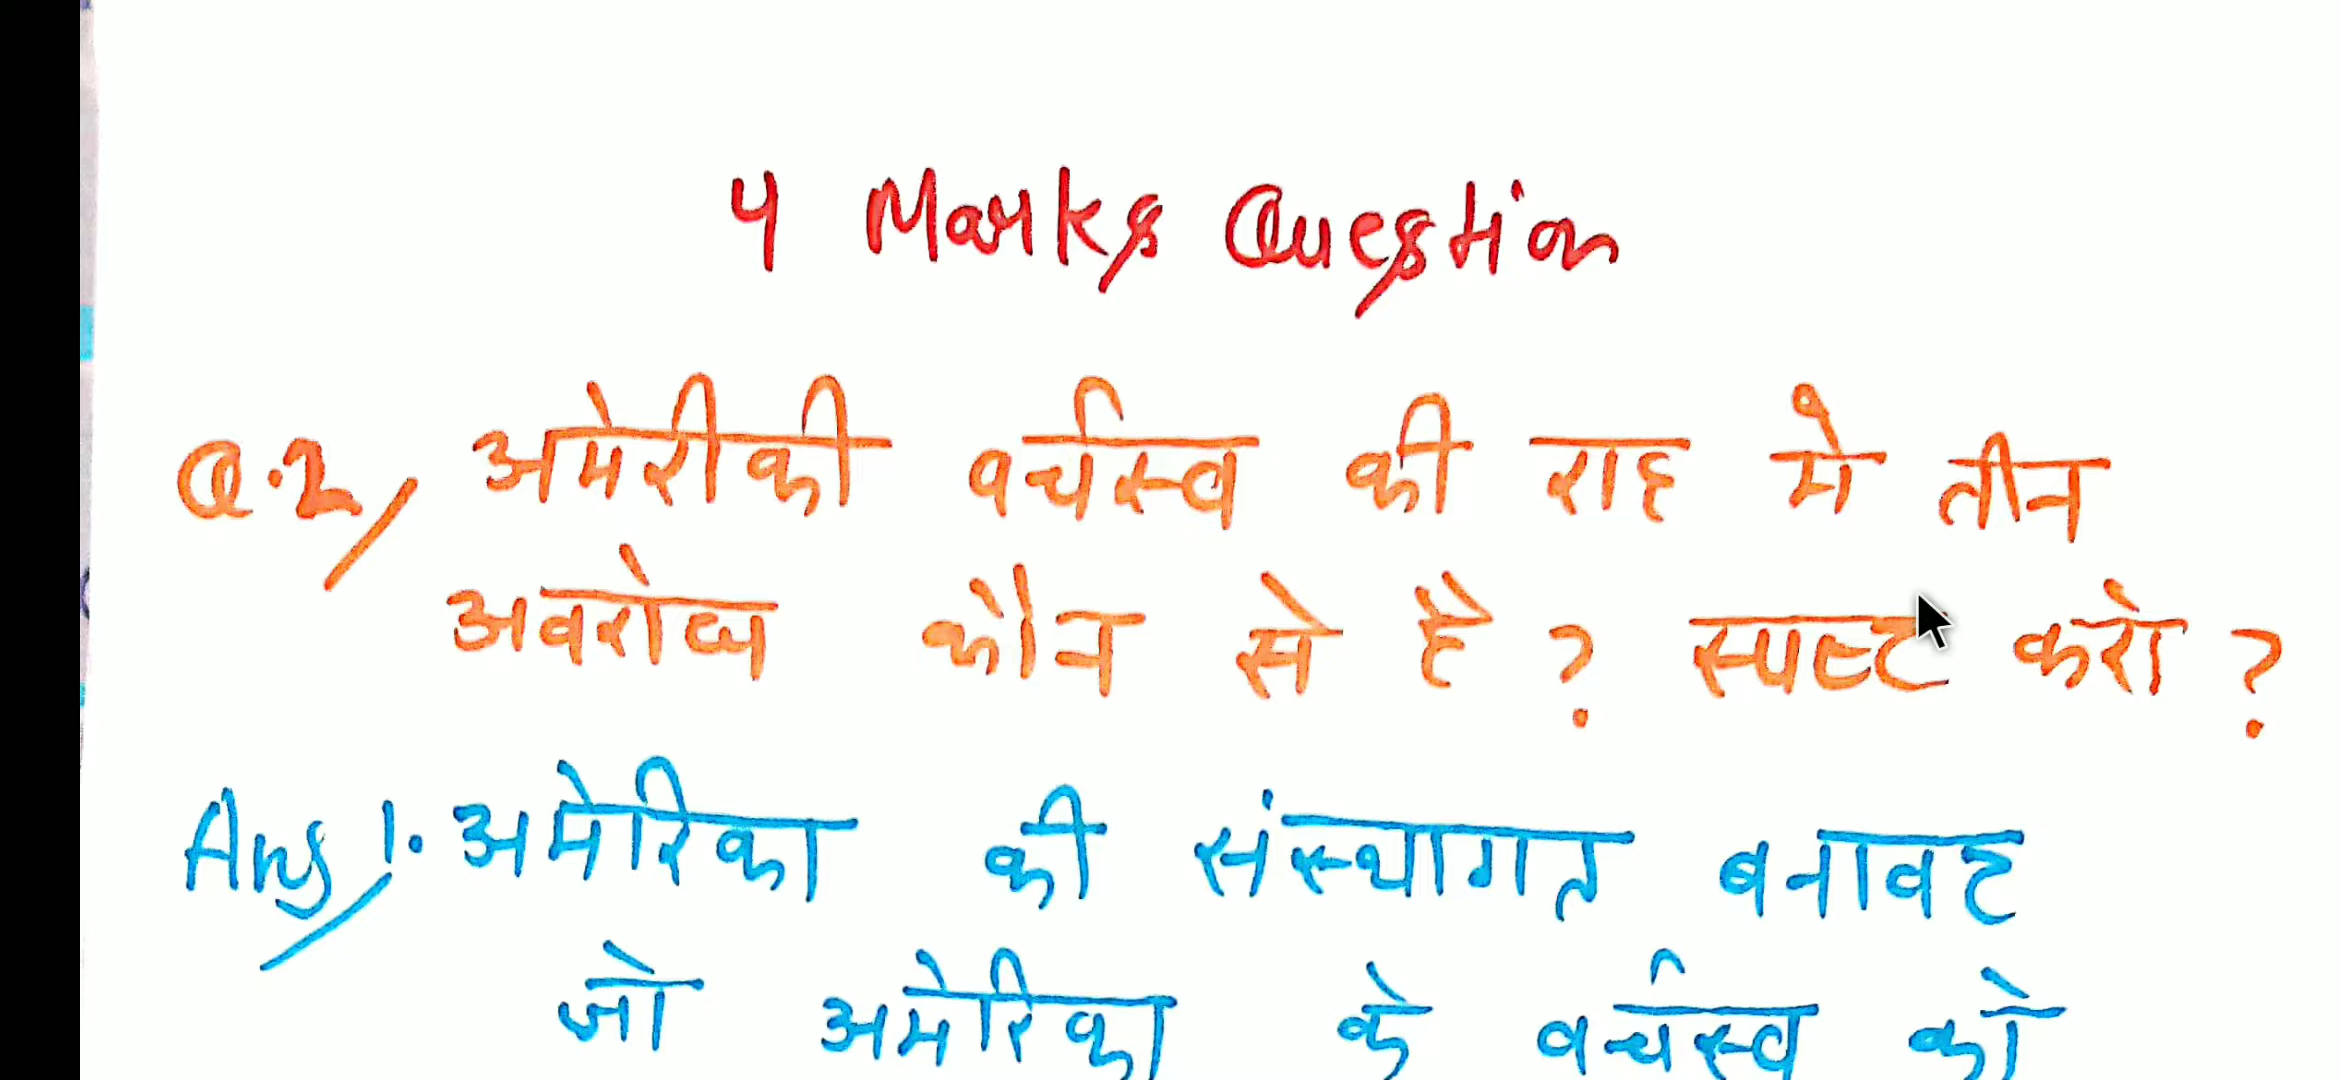 4 Marks Question
Q.2, अमेरीकी वर्चस्व की राह में तीन
अवरोध कौन से है ? स्पष्ट करो ?
Ans 1. अमेरिका की संस्थागत बनावट
जो अमेरिका के वर्चस्व को